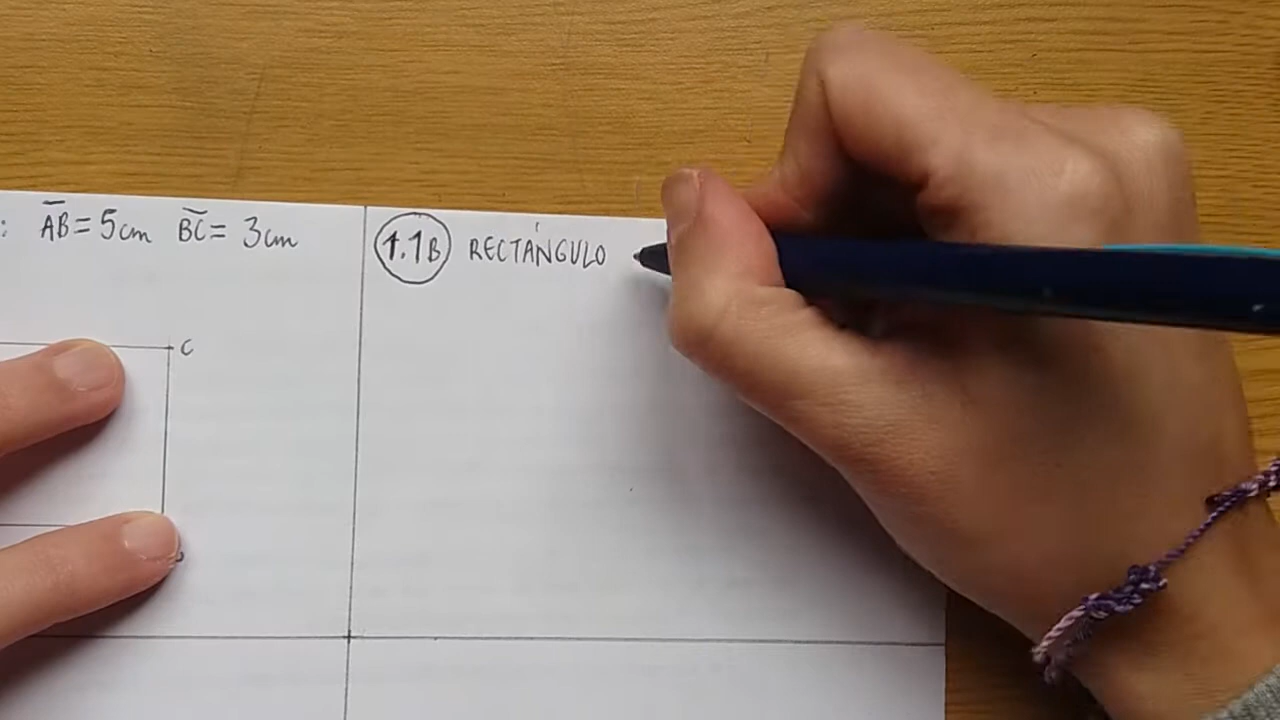 : AB = 5cm BC = 3cm
1.1B RECTÁNGULO
C
B